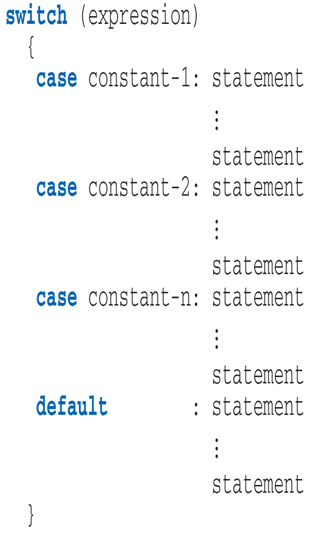 switch (expression)
{
case constant-1: statement
⋮
statement
case constant-2: statement
⋮
statement
case constant-n: statement
⋮
statement
default : statement
⋮
statement
}